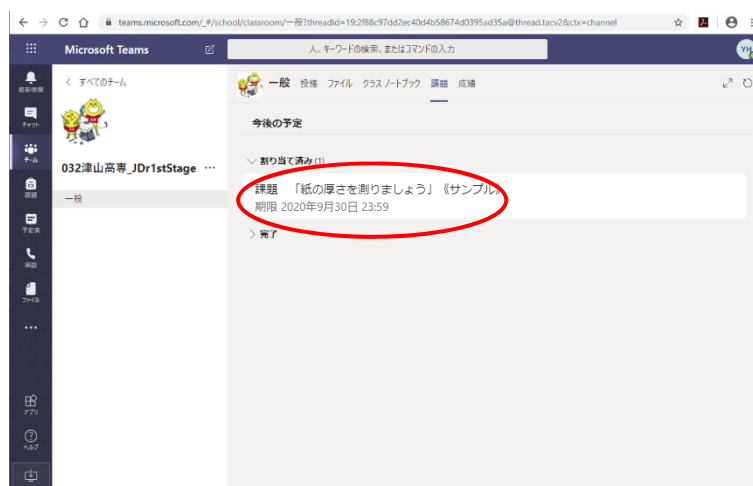 teams.microsoft.com/_#/school/classroom/一般?threadId=19:2f88c97dd2ec40d4b58674d0395ad35a@thread.tacv2&ctx=channel
Microsoft Teams
人、キーワードの検索、またはコマンドの入力
YH
最新情報
チャット
チーム
課題
予定表
通話
ファイル
アプリ
ヘルプ
すべてのチーム
032津山高専_JDr1stStage
一般
一般 投稿 ファイル クラス ノートブック 課題 成績
今後の予定
割り当て済み (1)
課題 「紙の厚さを測りましょう」《サンプル》
期限 2020年9月30日 23:59
完了